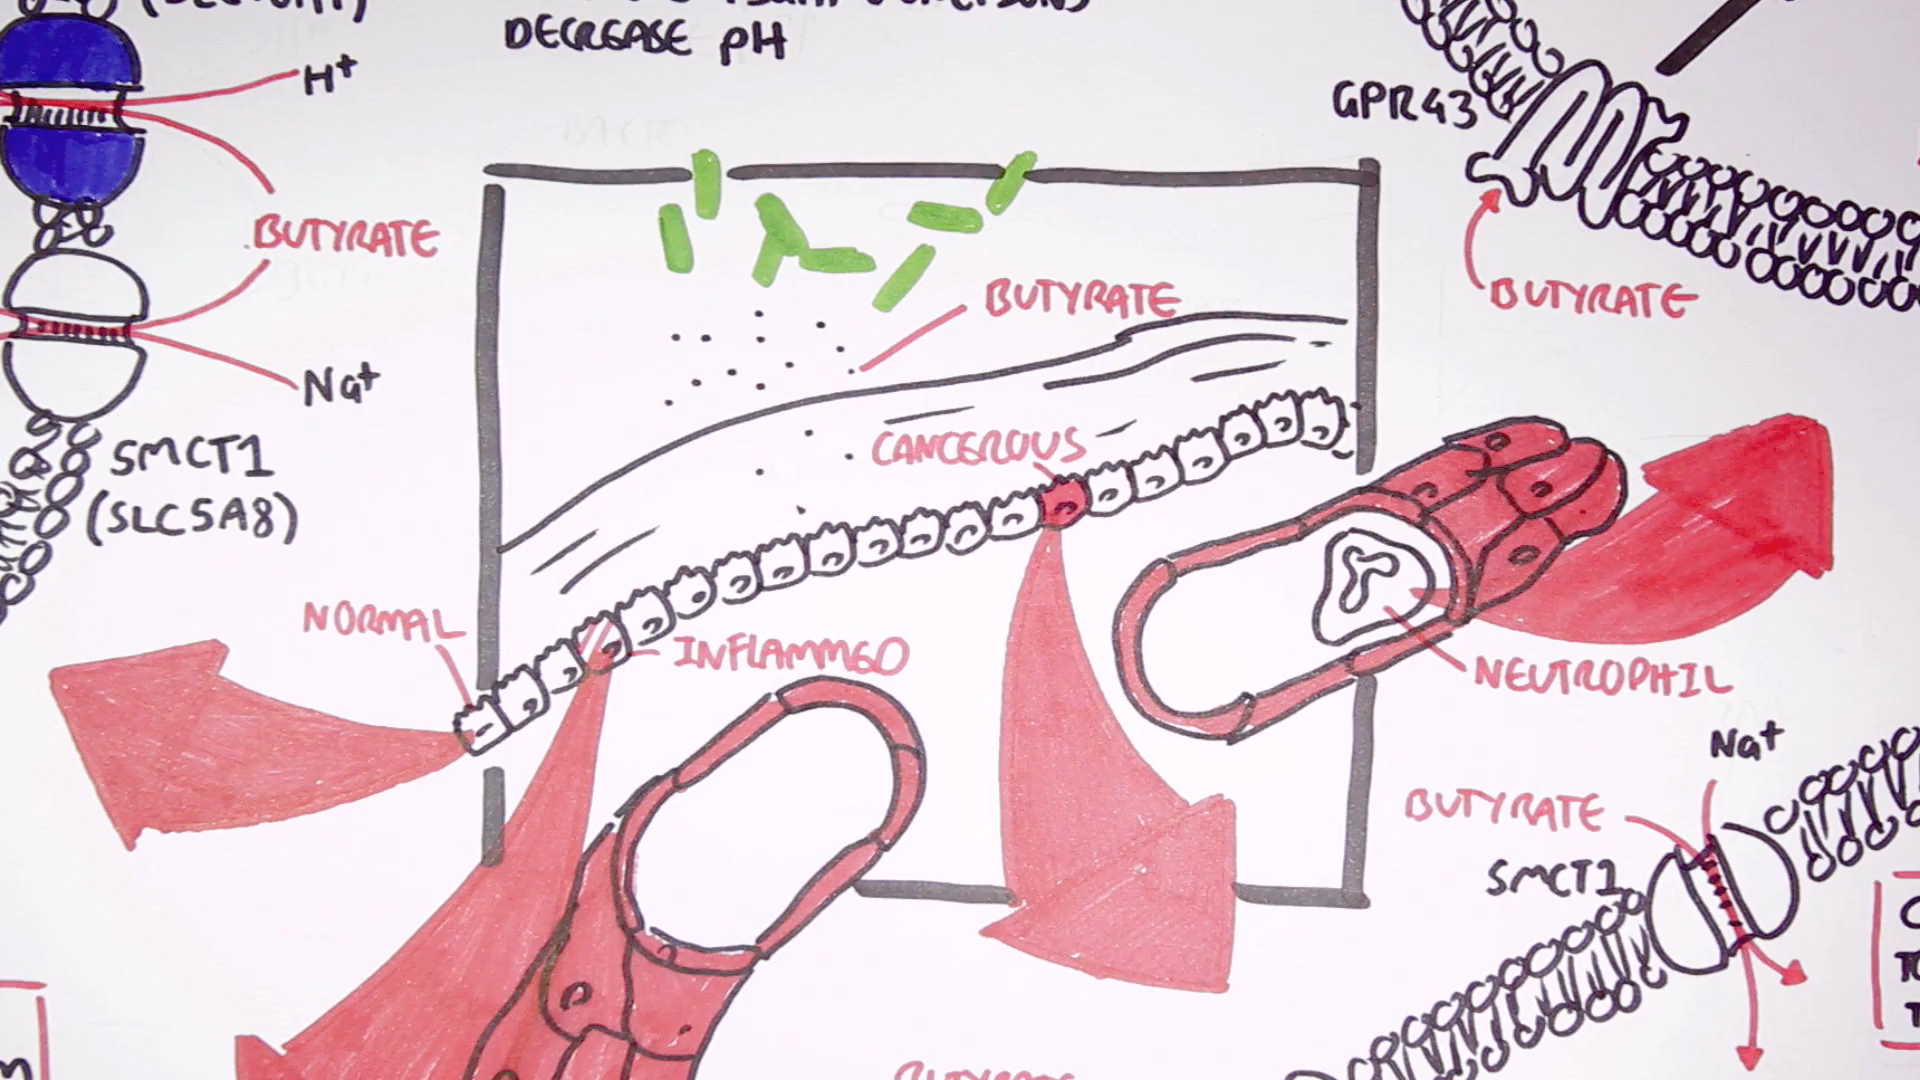 DECREASE pH
H+
GPR43
BUTYRATE
BUTYRATE
BUTYRATE
Na+
CANCEROUS
SMCT1
(SLC5A8)
NORMAL
INFLAMMED
NEUTROPHIL
Na+
BUTYRATE
SMCT1